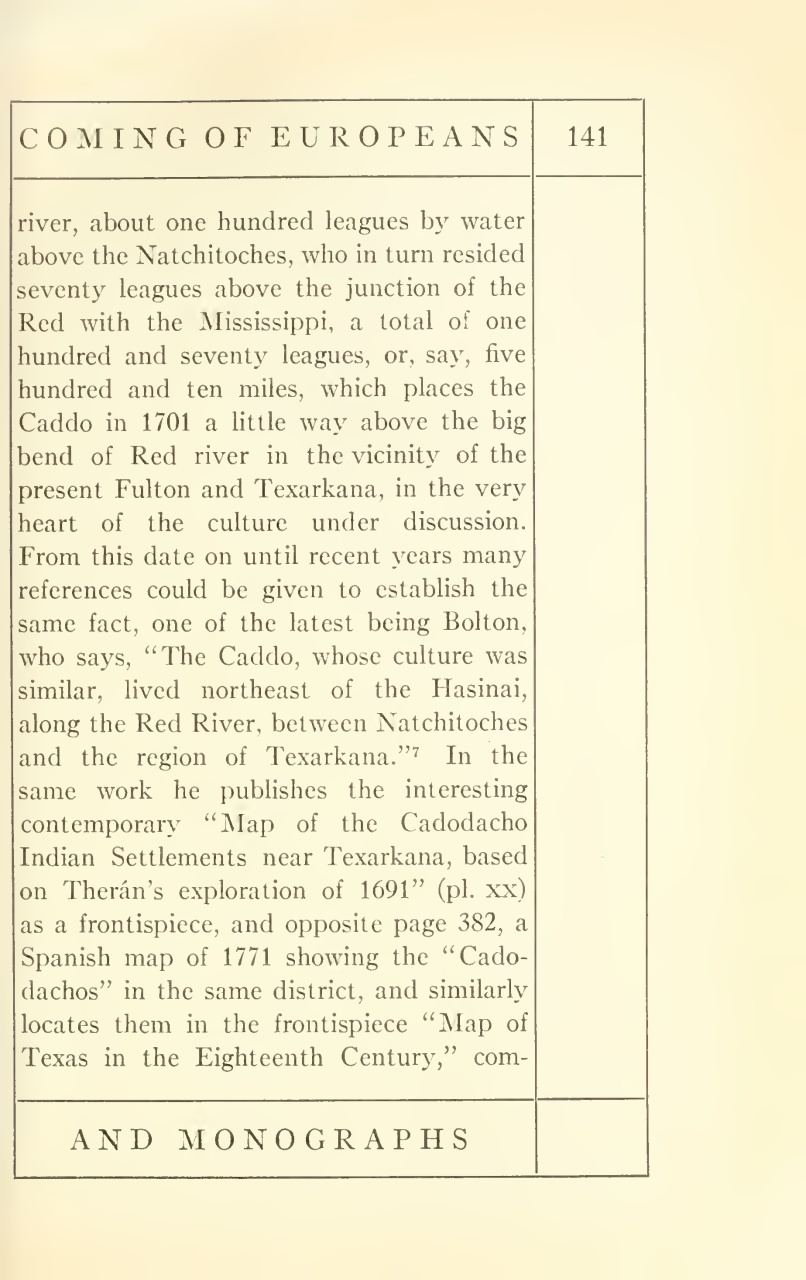 COMING OF EUROPEANS 141
river, about one hundred leagues by water
above the Natchitoches, who in turn resided
seventy leagues above the junction of the
Red with the Mississippi, a total of one
hundred and seventy leagues, or, say, five
hundred and ten miles, which places the
Caddo in 1701 a little way above the big
bend of Red river in the vicinity of the
present Fulton and Texarkana, in the very
heart of the culture under discussion.
From this date on until recent years many
references could be given to establish the
same fact, one of the latest being Bolton,
who says, “The Caddo, whose culture was
similar, lived northeast of the Hasinai,
along the Red River, between Natchitoches
and the region of Texarkana.”⁷ In the
same work he publishes the interesting
contemporary “Map of the Cadodacho
Indian Settlements near Texarkana, based
on Therán’s exploration of 1691” (pl. xx)
as a frontispiece, and opposite page 382, a
Spanish map of 1771 showing the “Cado-
dachos” in the same district, and similarly
locates them in the frontispiece “Map of
Texas in the Eighteenth Century,” com-
AND MONOGRAPHS